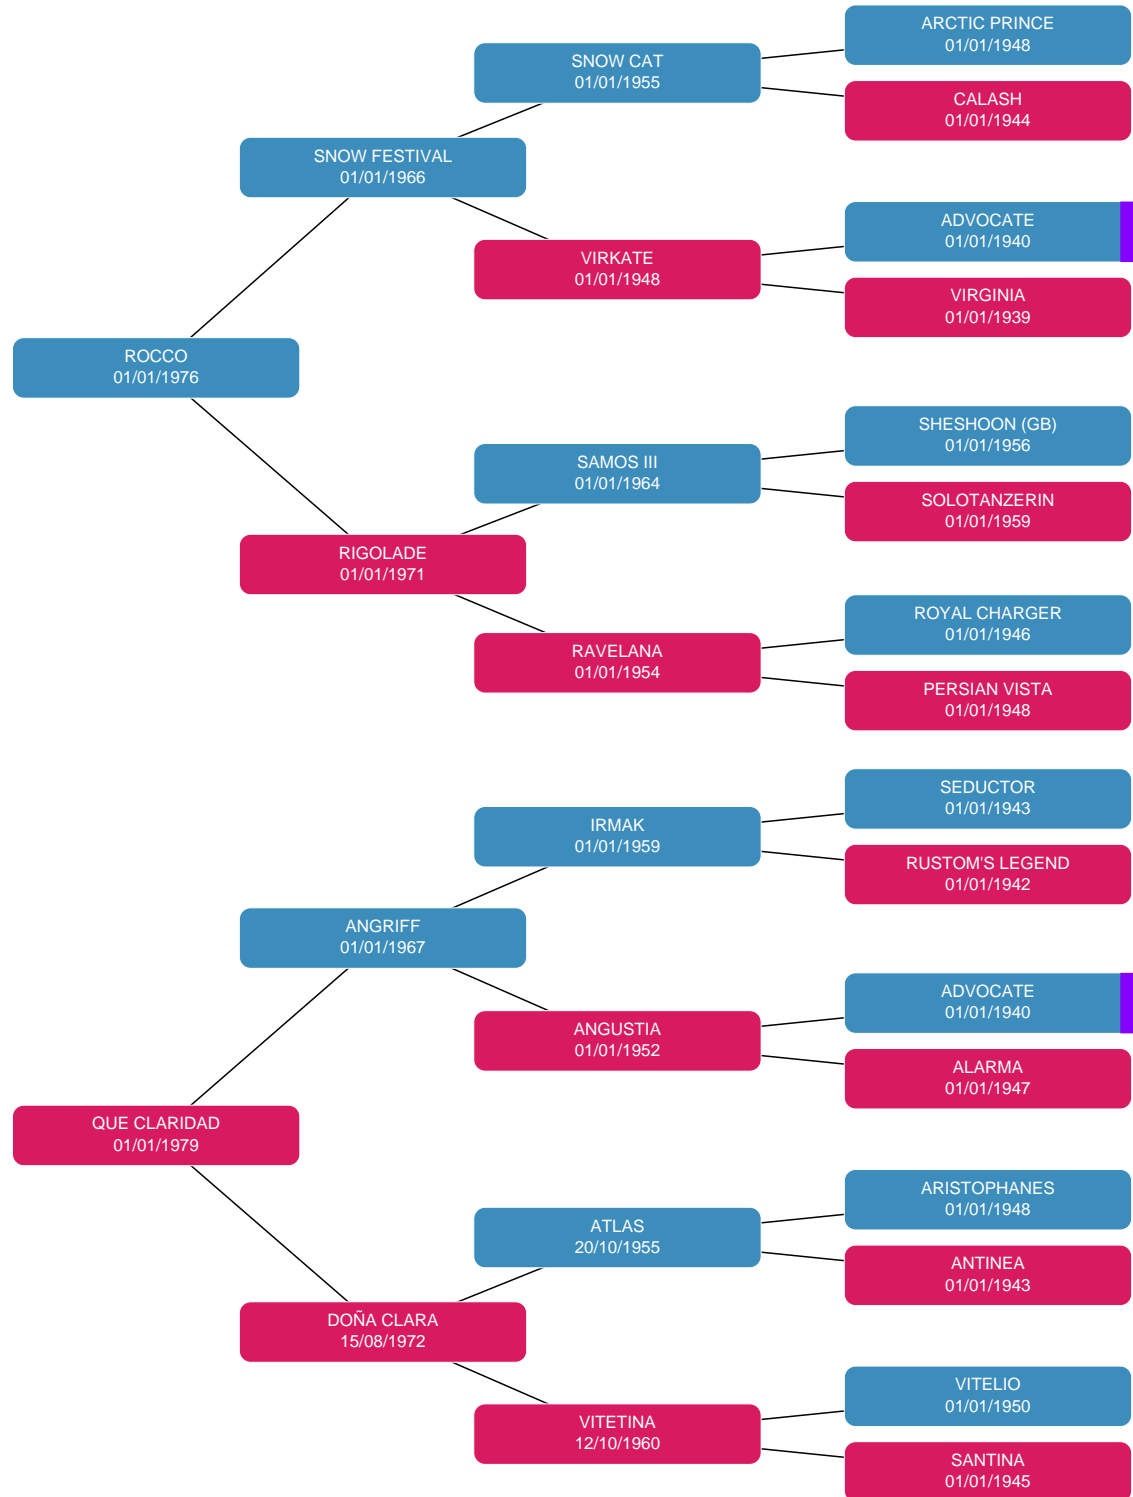 ARCTIC PRINCE
01/01/1948
SNOW CAT
01/01/1955
CALASH
01/01/1944
SNOW FESTIVAL
01/01/1966
ADVOCATE
01/01/1940
VIRKATE
01/01/1948
VIRGINIA
01/01/1939
ROCCO
01/01/1976
SHESHOON (GB)
01/01/1956
SAMOS III
01/01/1964
SOLOTANZERIN
01/01/1959
RIGOLADE
01/01/1971
ROYAL CHARGER
01/01/1946
RAVELANA
01/01/1954
PERSIAN VISTA
01/01/1948
SEDUCTOR
01/01/1943
IRMAK
01/01/1959
RUSTOM'S LEGEND
01/01/1942
ANGRIFF
01/01/1967
ADVOCATE
01/01/1940
ANGUSTIA
01/01/1952
ALARMA
01/01/1947
QUE CLARIDAD
01/01/1979
ARISTOPHANES
01/01/1948
ATLAS
20/10/1955
ANTINEA
01/01/1943
DOÑA CLARA
15/08/1972
VITELIO
01/01/1950
VITETINA
12/10/1960
SANTINA
01/01/1945